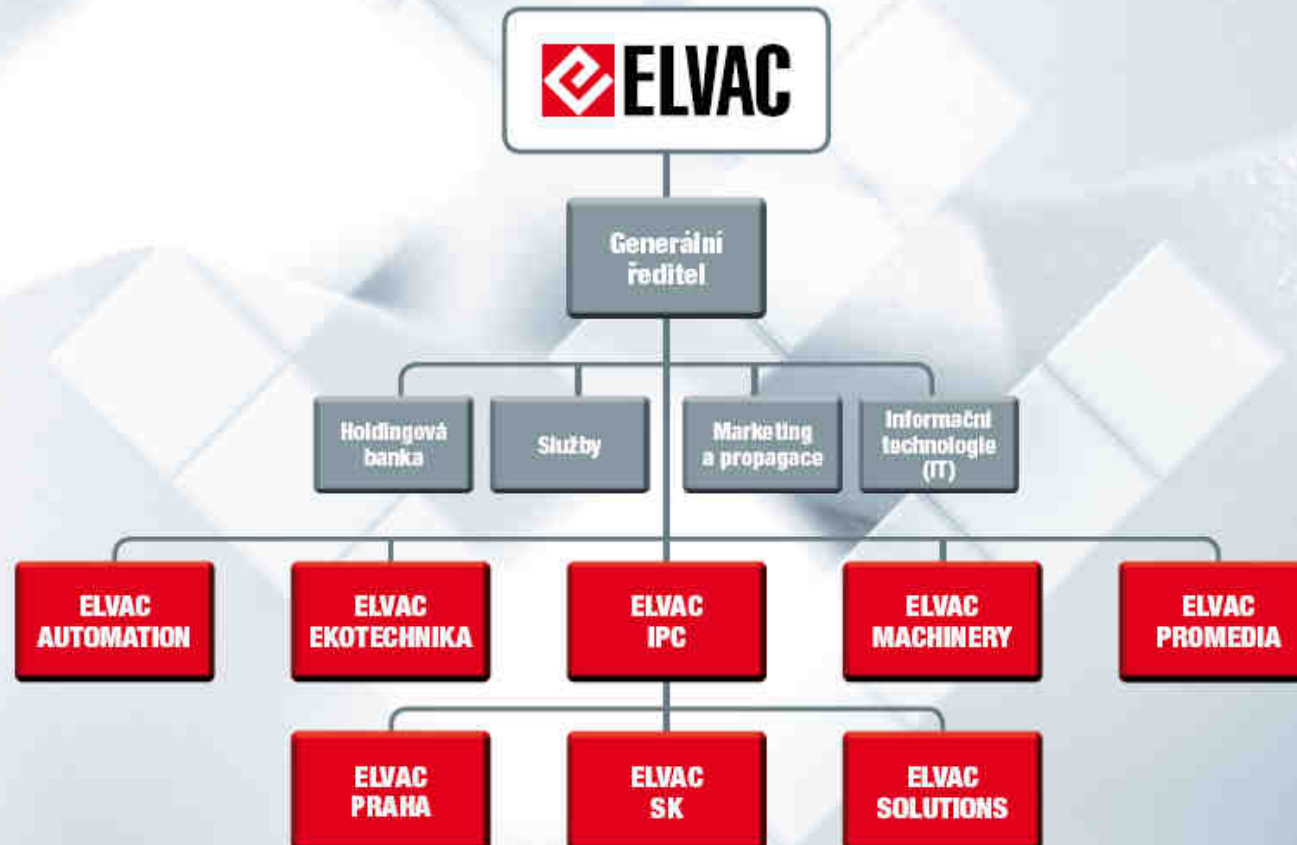 ELVAC
Generální
ředitel
Holdingová
banka
Služby
Marketing
a propagace
Informační
technologie
(IT)
ELVAC
AUTOMATION
ELVAC
EKOTECHNIKA
ELVAC
IPC
ELVAC
MACHINERY
ELVAC
PROMEDIA
ELVAC
PRAHA
ELVAC
SK
ELVAC
SOLUTIONS